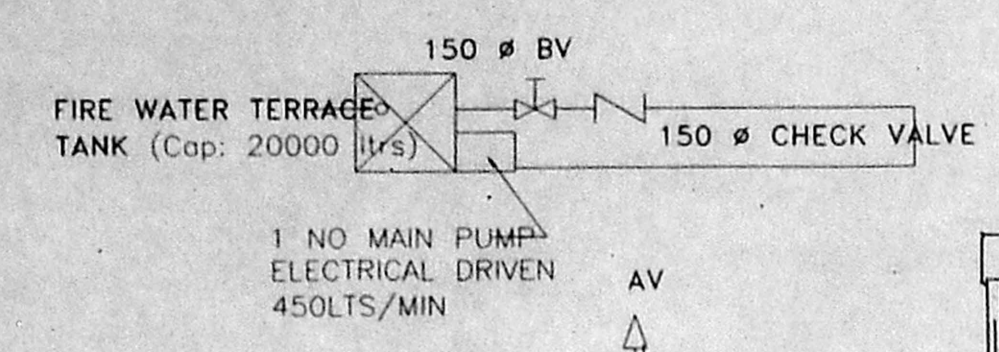 150 ø BV
FIRE WATER TERRACE
TANK (Cap: 20000 ltrs)
150 ø CHECK VALVE
1 NO MAIN PUMP
ELECTRICAL DRIVEN
450LTS/MIN
AV